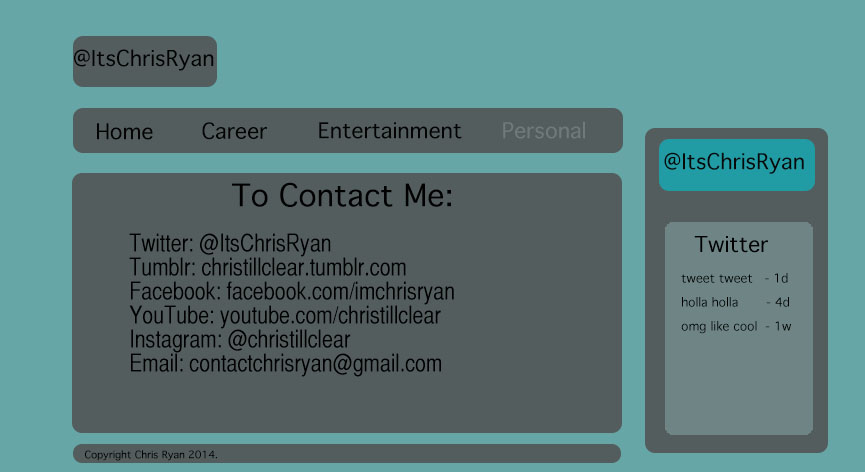 @ItsChrisRyan
Home Career Entertainment Personal
To Contact Me:
Twitter: @ItsChrisRyan
Tumblr: christillclear.tumblr.com
Facebook: facebook.com/imchrisryan
YouTube: youtube.com/christillclear
Instagram: @christillclear
Email: contactchrisryan@gmail.com
Copyright Chris Ryan 2014.
@ItsChrisRyan
Twitter
tweet tweet - 1d
holla holla - 4d
omg like cool - 1w